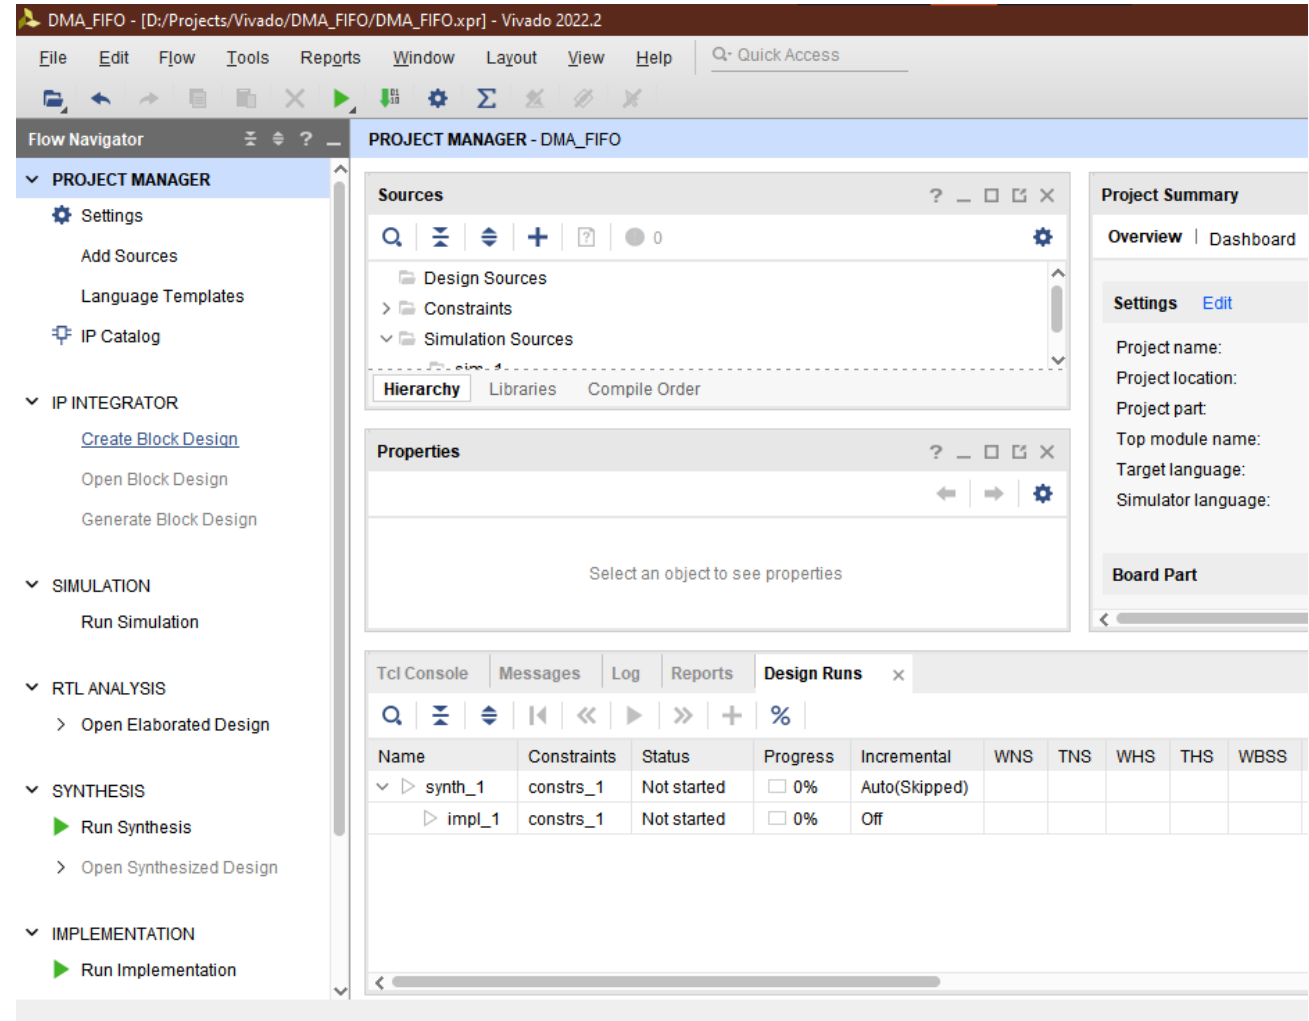 DMA_FIFO - [D:/Projects/Vivado/DMA_FIFO/DMA_FIFO.xpr] - Vivado 2022.2
File Edit Flow Tools Reports Window Layout View Help Quick Access
Flow Navigator
PROJECT MANAGER
Settings
Add Sources
Language Templates
IP Catalog
IP INTEGRATOR
Create Block Design
Open Block Design
Generate Block Design
SIMULATION
Run Simulation
RTL ANALYSIS
Open Elaborated Design
SYNTHESIS
Run Synthesis
Open Synthesized Design
IMPLEMENTATION
Run Implementation
PROJECT MANAGER - DMA_FIFO
Sources
0
Design Sources
Constraints
Simulation Sources
sim_1
Hierarchy Libraries Compile Order
Properties
Select an object to see properties
Project Summary
Overview | Dashboard
Settings Edit
Project name:
Project location:
Project part:
Top module name:
Target language:
Simulator language:
Board Part
Tcl Console Messages Log Reports Design Runs
Name Constraints Status Progress Incremental WNS TNS WHS THS WBSS
synth_1 constrs_1 Not started 0% Auto(Skipped)
impl_1 constrs_1 Not started 0% Off